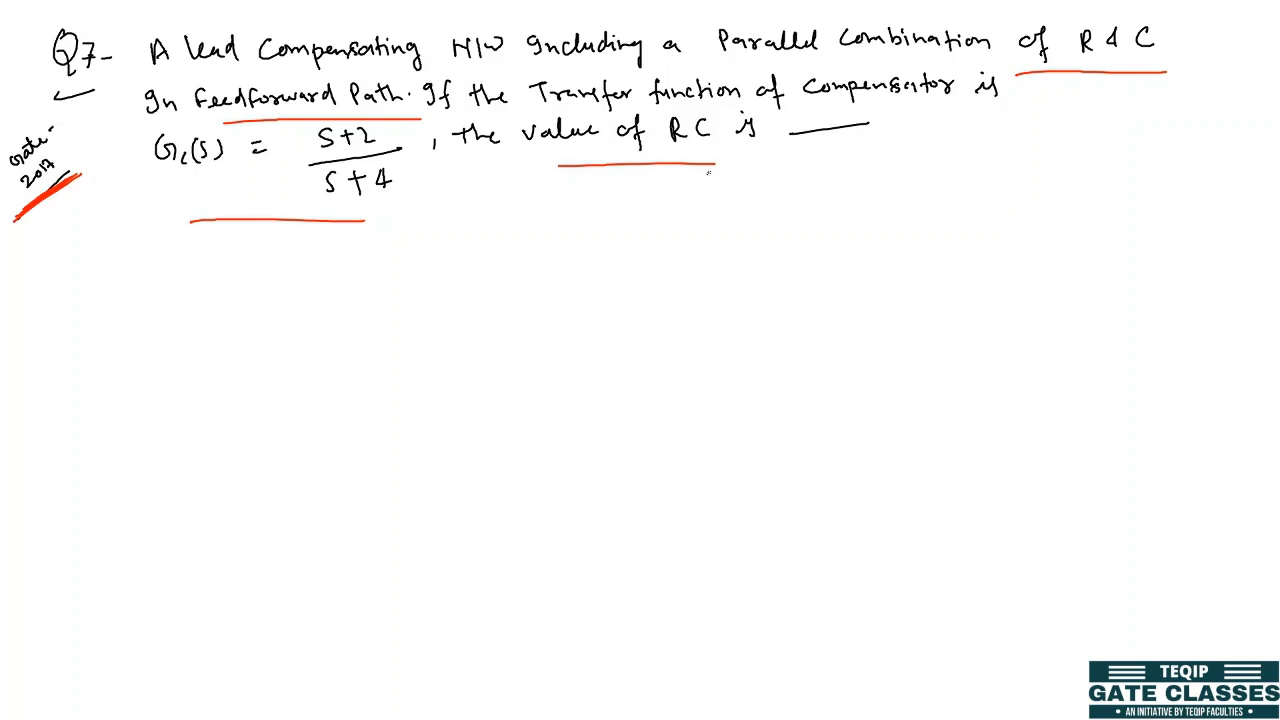 Q7- A lead Compensating N/W Including a Parallel Combination of R & C
In Feedforward Path. If the Transfer function of Compensator is
Gc(s) = S+2 / S+4 , the value of RC is ____
Gate-
2017
TEQIP
GATE CLASSES
• AN INITIATIVE BY TEQIP FACULTIES •